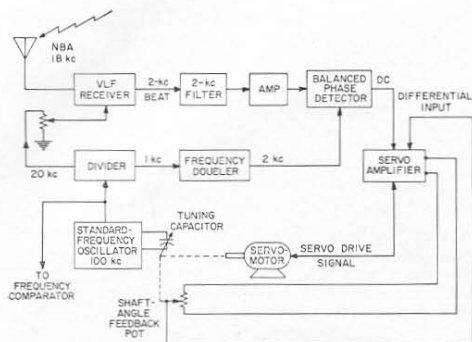 NBA
18 kc
VLF
RECEIVER
2-kc
BEAT
2-kc
FILTER
AMP
BALANCED
PHASE
DETECTOR
DC
DIFFERENTIAL
INPUT
20 kc
DIVIDER
1 kc
FREQUENCY
DOUBLER
2 kc
SERVO
AMPLIFIER
STANDARD-
FREQUENCY
OSCILLATOR
100 kc
TUNING
CAPACITOR
SERVO-
MOTOR
SERVO DRIVE
SIGNAL
TO
FREQUENCY
COMPARATOR
SHAFT-
ANGLE
FEEDBACK
POT